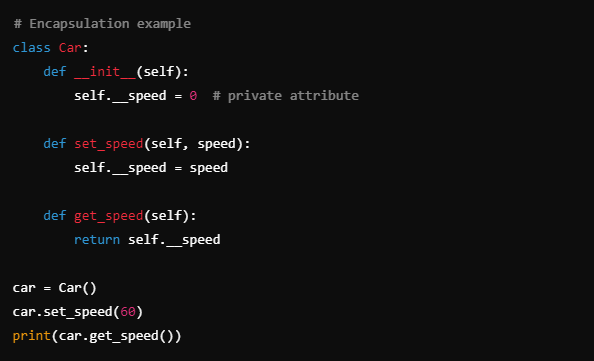 # Encapsulation example
class Car:
    def __init__(self):
        self.__speed = 0  # private attribute

    def set_speed(self, speed):
        self.__speed = speed

    def get_speed(self):
        return self.__speed

car = Car()
car.set_speed(60)
print(car.get_speed())